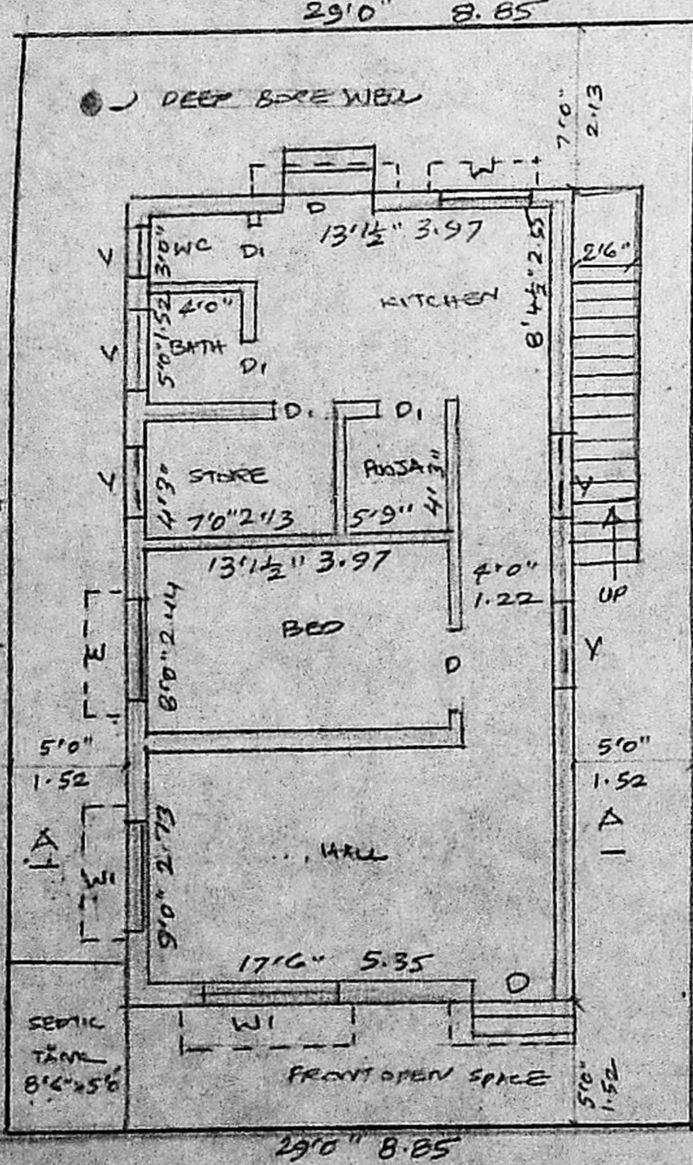 29'0" 8.85
DEEP BORE WELL
7'0"
2.13
W
D
13'1½" 3.97
V
3'0"
WC
D1
2'6"
8'4½" 2.55
KITCHEN
4'0"
V
5'0" 1.52
BATH
D1
D1
D1
V
STORE
POOJA
4'3"
4'3"
V
7'0" 2.13
5'9"
13'1½" 3.97
4'0"
1.22
UP
BED
W
8'0" 2.44
D
V
5'0"
1.52
5'0"
1.52
A
A
HALL
W1
9'0" 2.73
17'6" 5.35
D
W1
SEPTIC
TANK
8'6"x5'0
FRONT OPEN SPACE
5'0"
1.52
29'0" 8.85